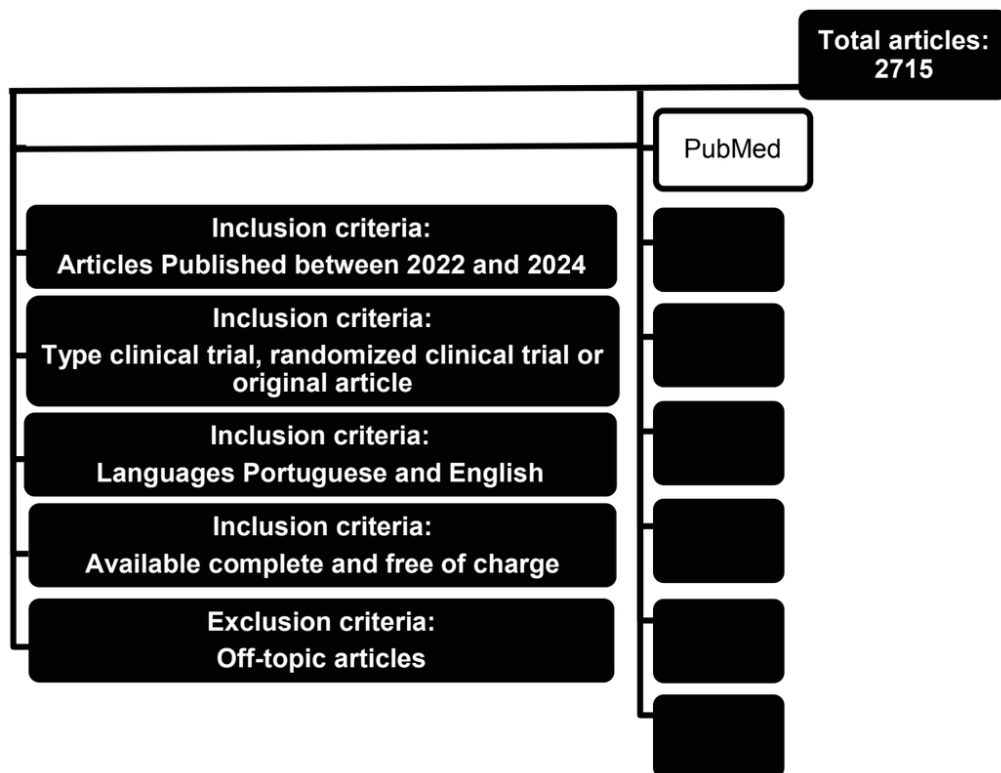 Total articles:
2715
PubMed
Inclusion criteria:
Articles Published between 2022 and 2024
Inclusion criteria:
Type clinical trial, randomized clinical trial or
original article
Inclusion criteria:
Languages Portuguese and English
Inclusion criteria:
Available complete and free of charge
Exclusion criteria:
Off-topic articles